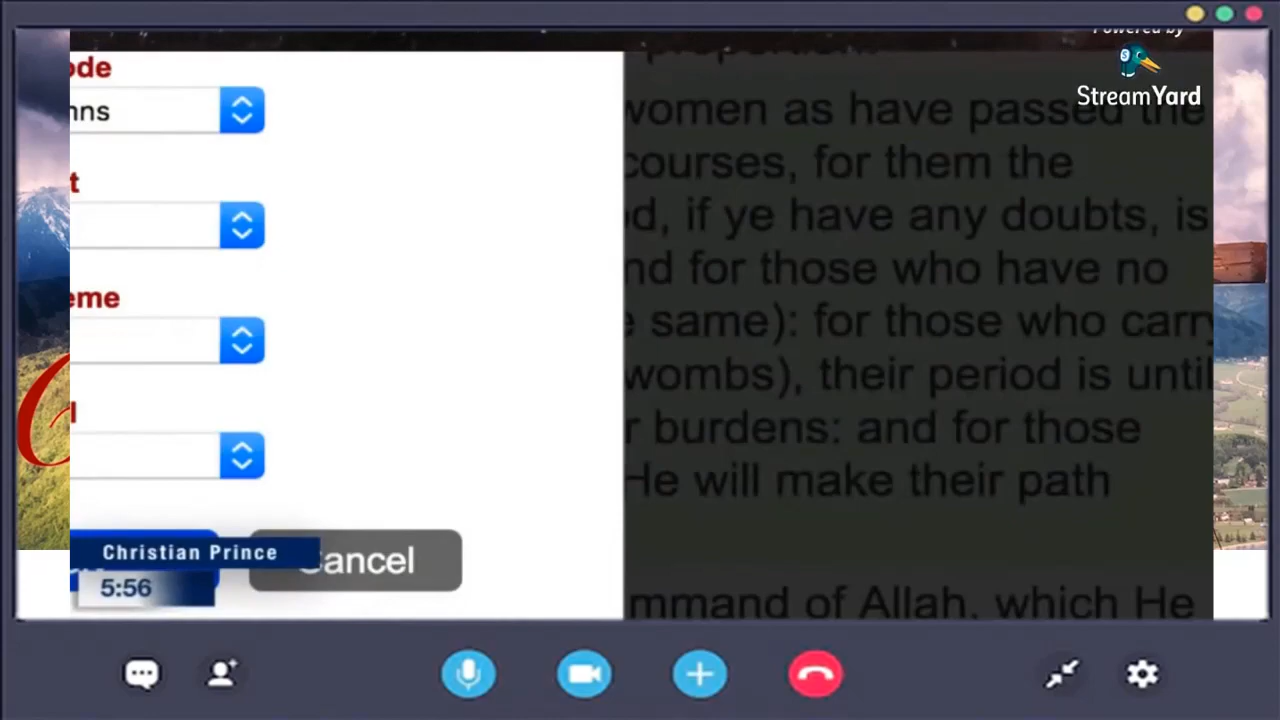 Powered by
StreamYard
ode
nns
t
eme
l
Cancel
Christian Prince
5:56
women as have passed the
courses, for them the
d, if ye have any doubts, is
nd for those who have no
e same): for those who carry
wombs), their period is until
r burdens: and for those
He will make their path
mmand of Allah, which He